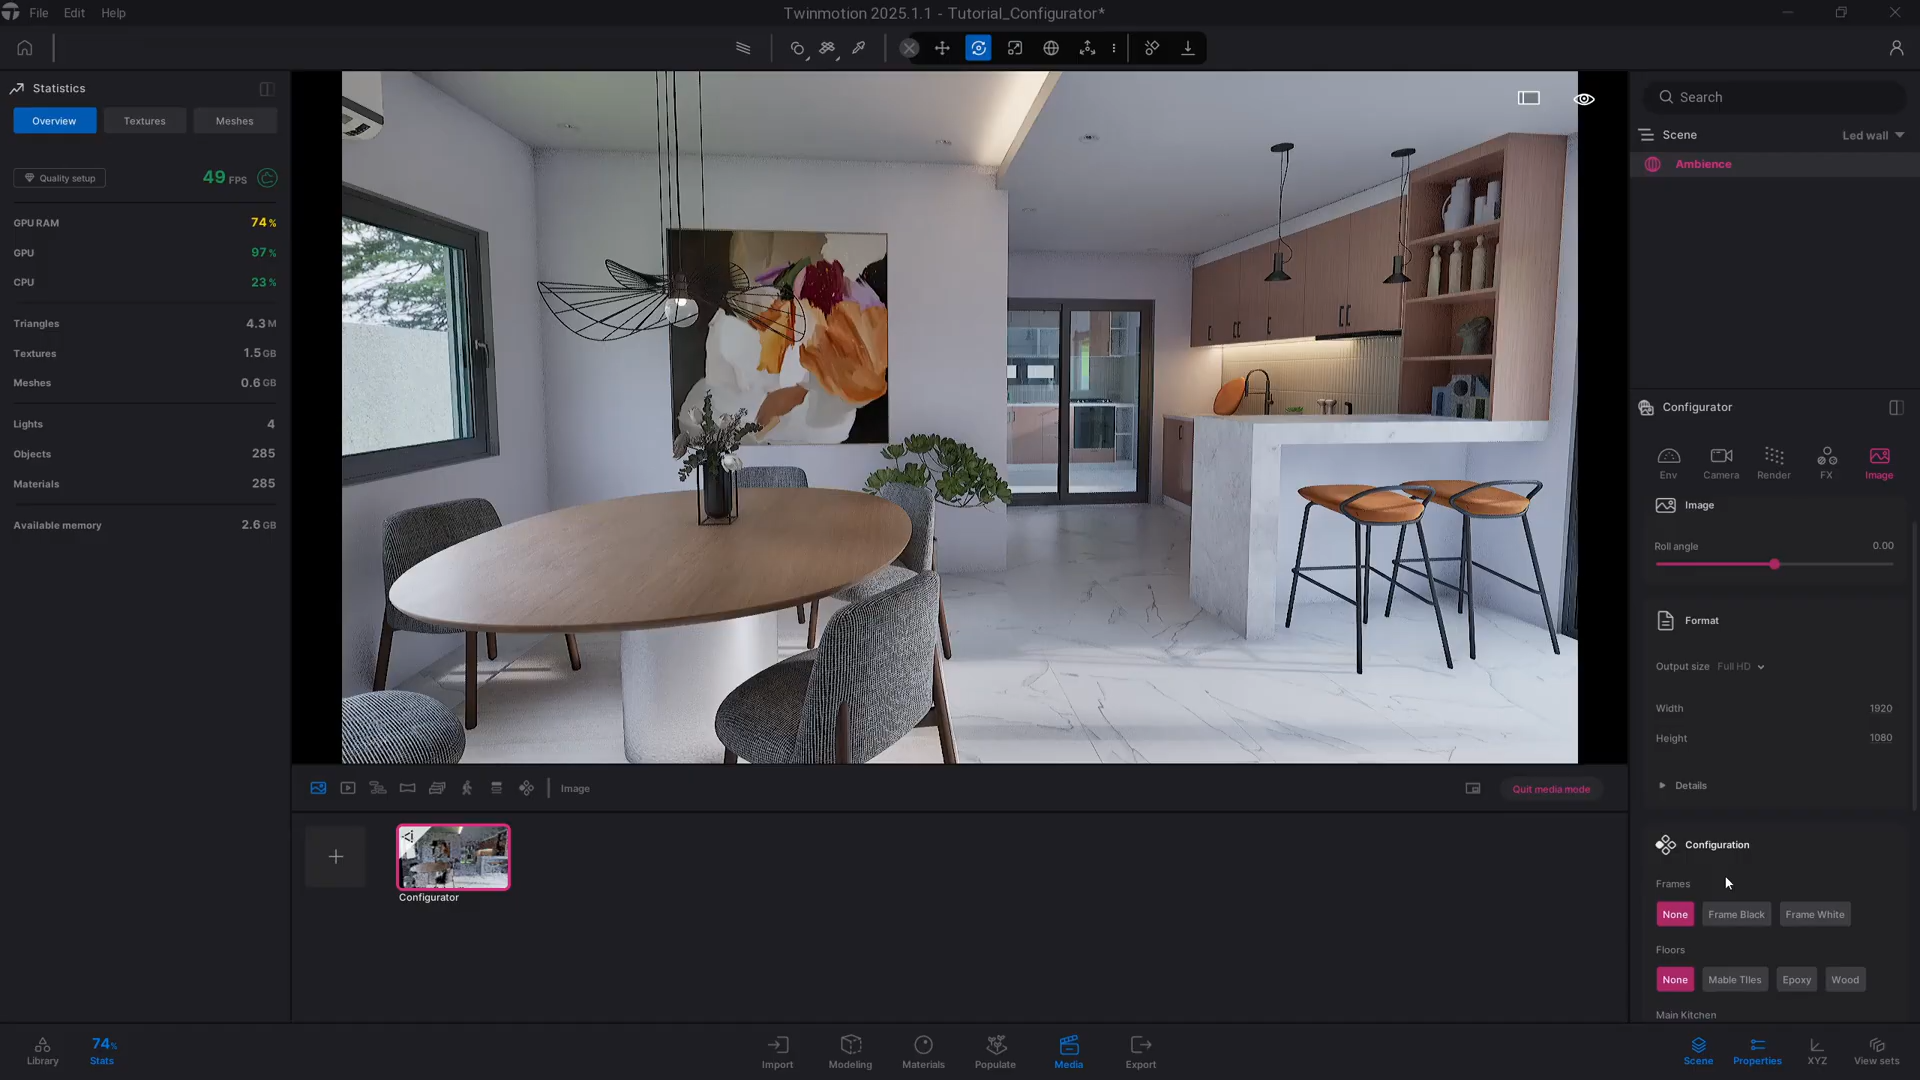 File Edit Help
Twinmotion 2025.1.1 - Tutorial_Configurator*
Statistics
Overview Textures Meshes
Quality setup 49 FPS
GPU RAM 74%
GPU 97%
CPU 23%
Triangles 4.3 M
Textures 1.5 GB
Meshes 0.6 GB
Lights 4
Objects 285
Materials 285
Available memory 2.6 GB
Search
Scene Led wall
Ambience
Configurator
Env Camera Render FX Image
Image
Roll angle 0.00
Format
Output size Full HD
Width 1920
Height 1080
Details
Configuration
Frames
None Frame Black Frame White
Floors
None Mable Tiles Epoxy Wood
Main Kitchen
Image
Quit media mode
Configurator
Library
74% Stats
Import Modeling Materials Populate Media Export
Scene Properties XYZ View sets